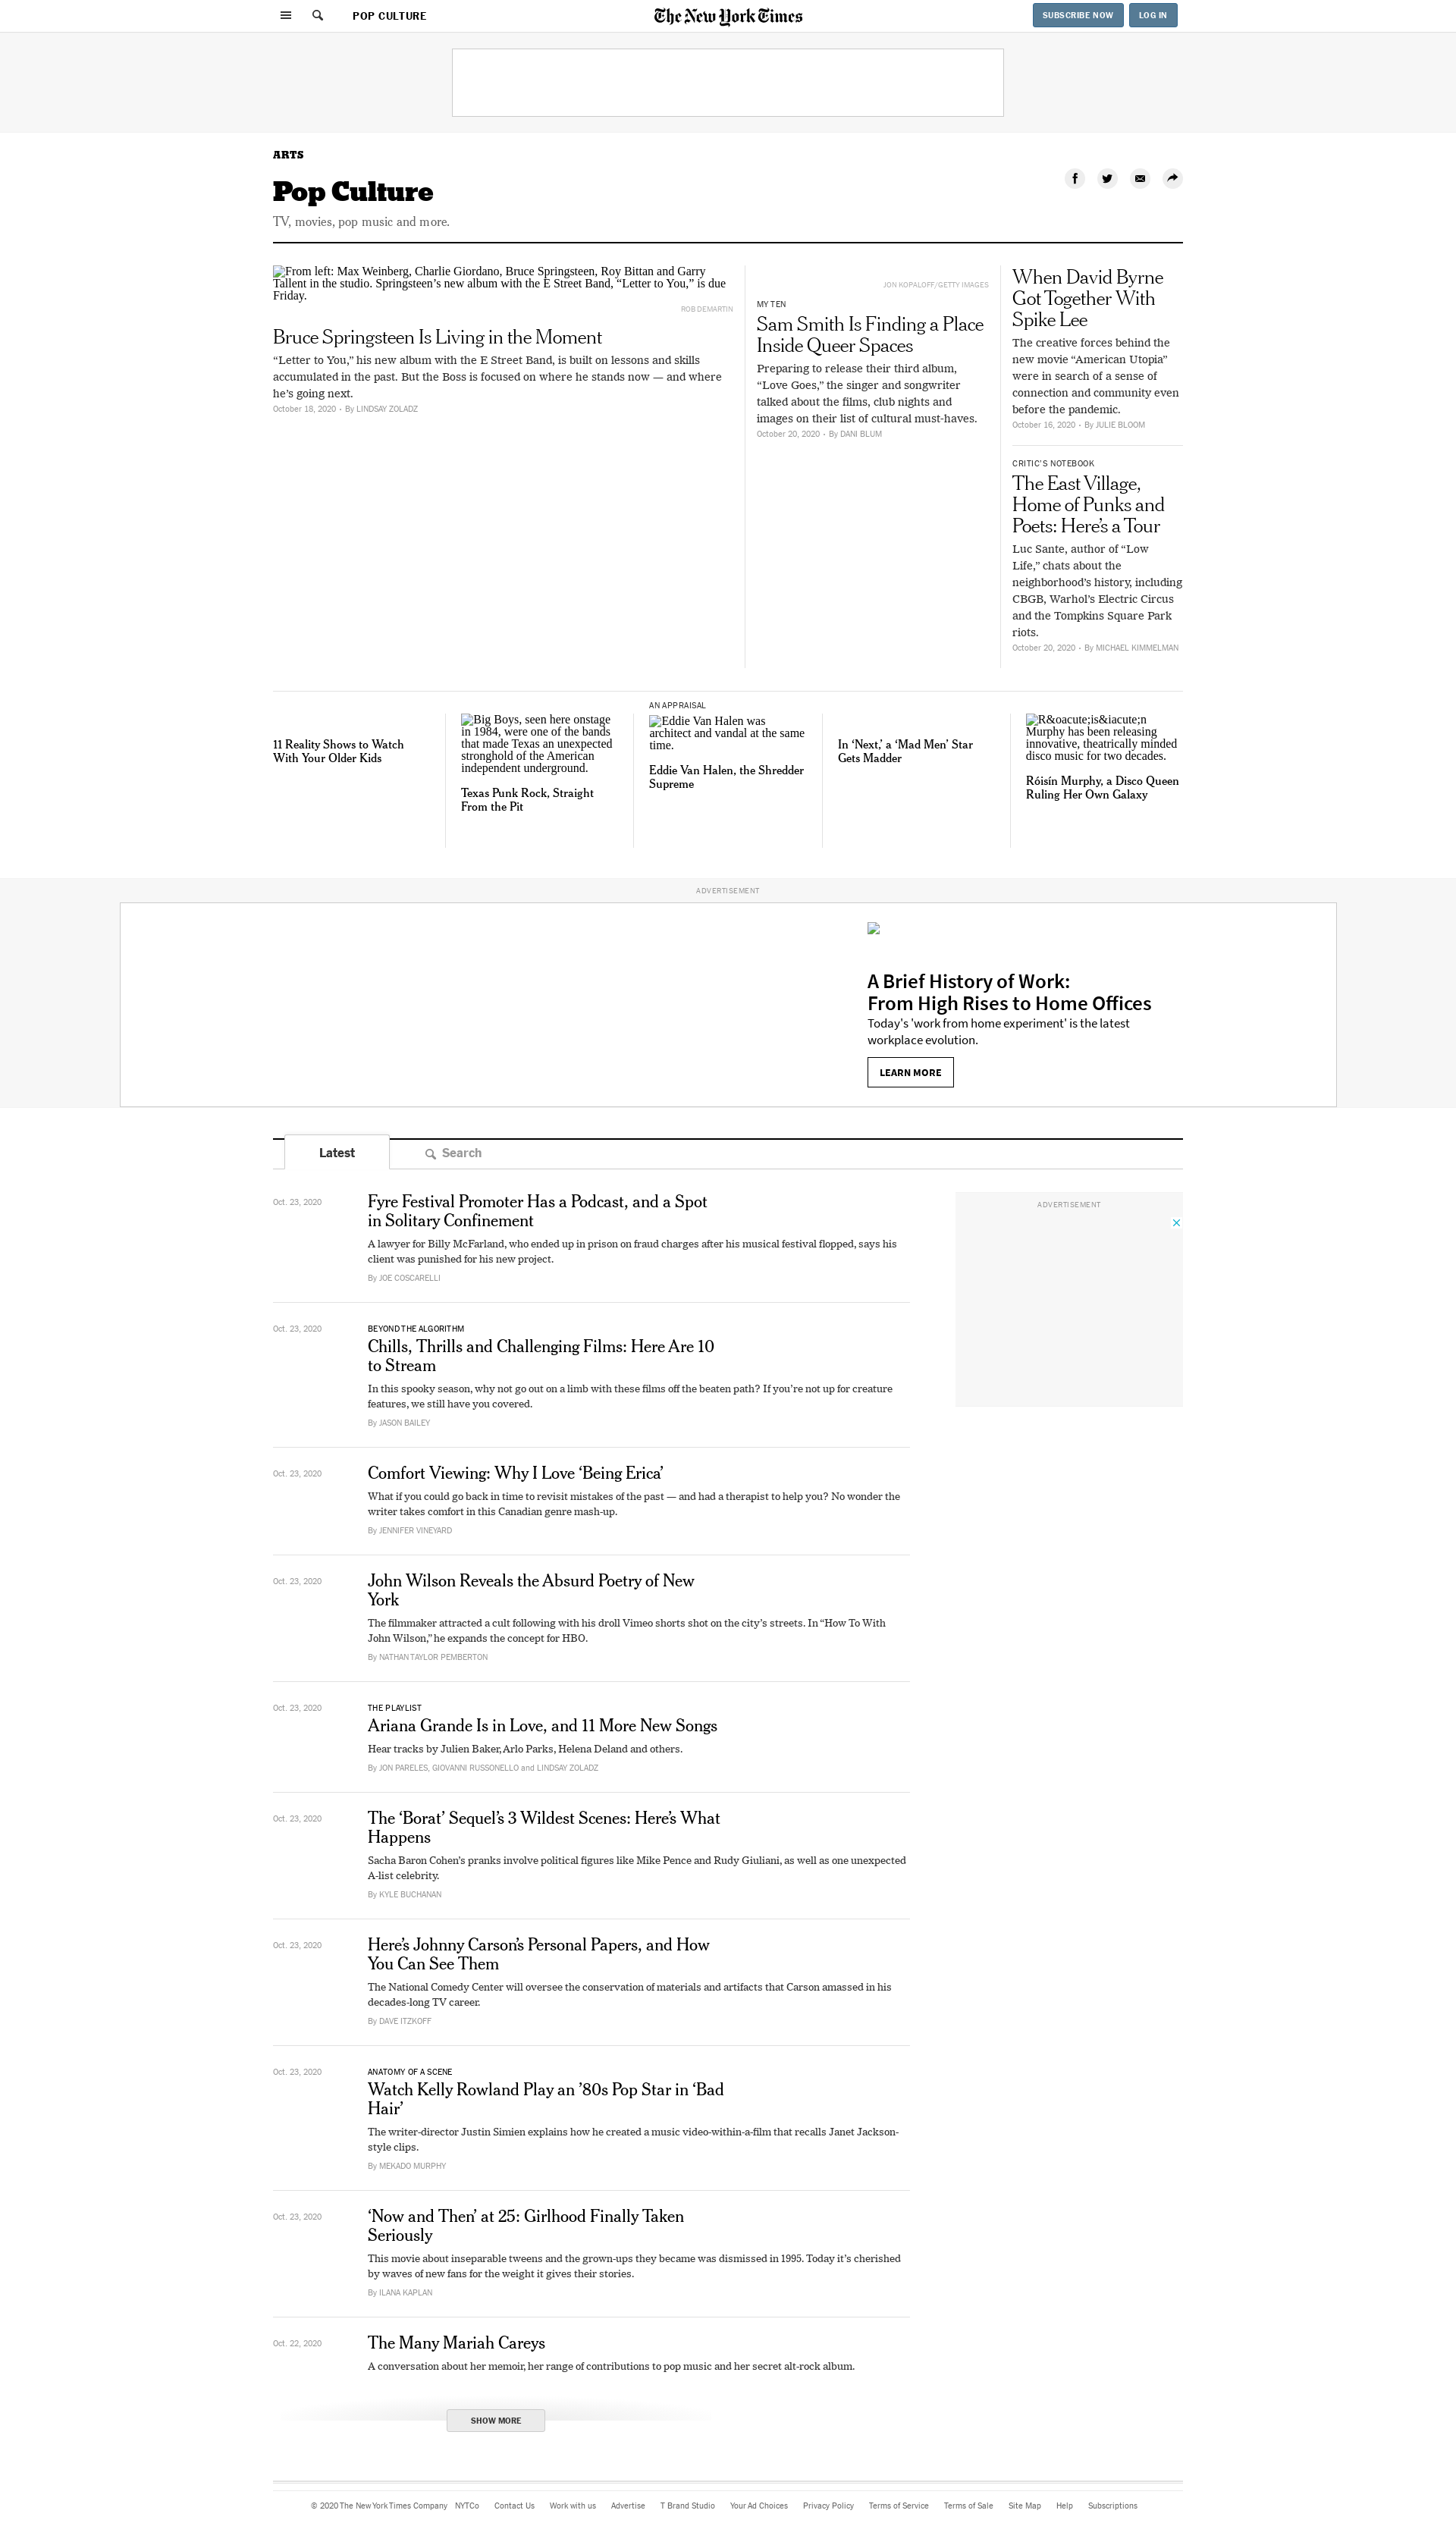 POP CULTURE
The New York Times
SUBSCRIBE NOW
LOG IN
ARTS
Pop Culture
TV, movies, pop music and more.
From left: Max Weinberg, Charlie Giordano, Bruce Springsteen, Roy Bittan and Garry
Tallent in the studio. Springsteen’s new album with the E Street Band, “Letter to You,” is due
Friday.
ROB DEMARTIN
Bruce Springsteen Is Living in the Moment
“Letter to You,” his new album with the E Street Band, is built on lessons and skills
accumulated in the past. But the Boss is focused on where he stands now — and where
he’s going next.
October 18, 2020 • By LINDSAY ZOLADZ
JON KOPALOFF/GETTY IMAGES
MY TEN
Sam Smith Is Finding a Place
Inside Queer Spaces
Preparing to release their third album,
“Love Goes,” the singer and songwriter
talked about the films, club nights and
images on their list of cultural must-haves.
October 20, 2020 • By DANI BLUM
When David Byrne
Got Together With
Spike Lee
The creative forces behind the
new movie “American Utopia”
were in search of a sense of
connection and community even
before the pandemic.
October 16, 2020 • By JULIE BLOOM
CRITIC’S NOTEBOOK
The East Village,
Home of Punks and
Poets: Here’s a Tour
Luc Sante, author of “Low
Life,” chats about the
neighborhood’s history, including
CBGB, Warhol’s Electric Circus
and the Tompkins Square Park
riots.
October 20, 2020 • By MICHAEL KIMMELMAN
11 Reality Shows to Watch
With Your Older Kids
Big Boys, seen here onstage
in 1984, were one of the bands
that made Texas an unexpected
stronghold of the American
independent underground.
Texas Punk Rock, Straight
From the Pit
AN APPRAISAL
Eddie Van Halen was
architect and vandal at the same
time.
Eddie Van Halen, the Shredder
Supreme
In ‘Next,’ a ‘Mad Men’ Star
Gets Madder
R&oacute;is&iacute;n
Murphy has been releasing
innovative, theatrically minded
disco music for two decades.
Róisín Murphy, a Disco Queen
Ruling Her Own Galaxy
ADVERTISEMENT
A Brief History of Work:
From High Rises to Home Offices
Today's 'work from home experiment' is the latest
workplace evolution.
LEARN MORE
Latest
Search
Oct. 23, 2020
Fyre Festival Promoter Has a Podcast, and a Spot
in Solitary Confinement
A lawyer for Billy McFarland, who ended up in prison on fraud charges after his musical festival flopped, says his
client was punished for his new project.
By JOE COSCARELLI
ADVERTISEMENT
Oct. 23, 2020
BEYOND THE ALGORITHM
Chills, Thrills and Challenging Films: Here Are 10
to Stream
In this spooky season, why not go out on a limb with these films off the beaten path? If you’re not up for creature
features, we still have you covered.
By JASON BAILEY
Oct. 23, 2020
Comfort Viewing: Why I Love ‘Being Erica’
What if you could go back in time to revisit mistakes of the past — and had a therapist to help you? No wonder the
writer takes comfort in this Canadian genre mash-up.
By JENNIFER VINEYARD
Oct. 23, 2020
John Wilson Reveals the Absurd Poetry of New
York
The filmmaker attracted a cult following with his droll Vimeo shorts shot on the city’s streets. In “How To With
John Wilson,” he expands the concept for HBO.
By NATHAN TAYLOR PEMBERTON
Oct. 23, 2020
THE PLAYLIST
Ariana Grande Is in Love, and 11 More New Songs
Hear tracks by Julien Baker, Arlo Parks, Helena Deland and others.
By JON PARELES, GIOVANNI RUSSONELLO and LINDSAY ZOLADZ
Oct. 23, 2020
The ‘Borat’ Sequel’s 3 Wildest Scenes: Here’s What
Happens
Sacha Baron Cohen’s pranks involve political figures like Mike Pence and Rudy Giuliani, as well as one unexpected
A-list celebrity.
By KYLE BUCHANAN
Oct. 23, 2020
Here’s Johnny Carson’s Personal Papers, and How
You Can See Them
The National Comedy Center will oversee the conservation of materials and artifacts that Carson amassed in his
decades-long TV career.
By DAVE ITZKOFF
Oct. 23, 2020
ANATOMY OF A SCENE
Watch Kelly Rowland Play an ’80s Pop Star in ‘Bad
Hair’
The writer-director Justin Simien explains how he created a music video-within-a-film that recalls Janet Jackson-
style clips.
By MEKADO MURPHY
Oct. 23, 2020
‘Now and Then’ at 25: Girlhood Finally Taken
Seriously
This movie about inseparable tweens and the grown-ups they became was dismissed in 1995. Today it’s cherished
by waves of new fans for the weight it gives their stories.
By ILANA KAPLAN
Oct. 22, 2020
The Many Mariah Careys
A conversation about her memoir, her range of contributions to pop music and her secret alt-rock album.
SHOW MORE
© 2020 The New York Times Company NYTCo Contact Us Work with us Advertise T Brand Studio Your Ad Choices Privacy Policy Terms of Service Terms of Sale Site Map Help Subscriptions